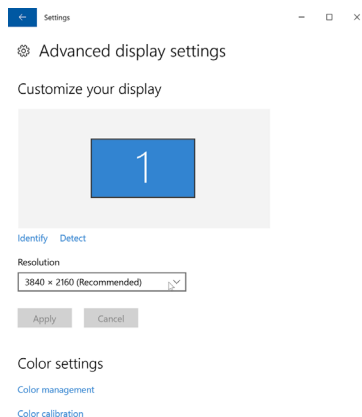 Settings
Advanced display settings
Customize your display
1
Identify Detect
Resolution
3840 × 2160 (Recommended)
Apply Cancel
Color settings
Color management
Color calibration